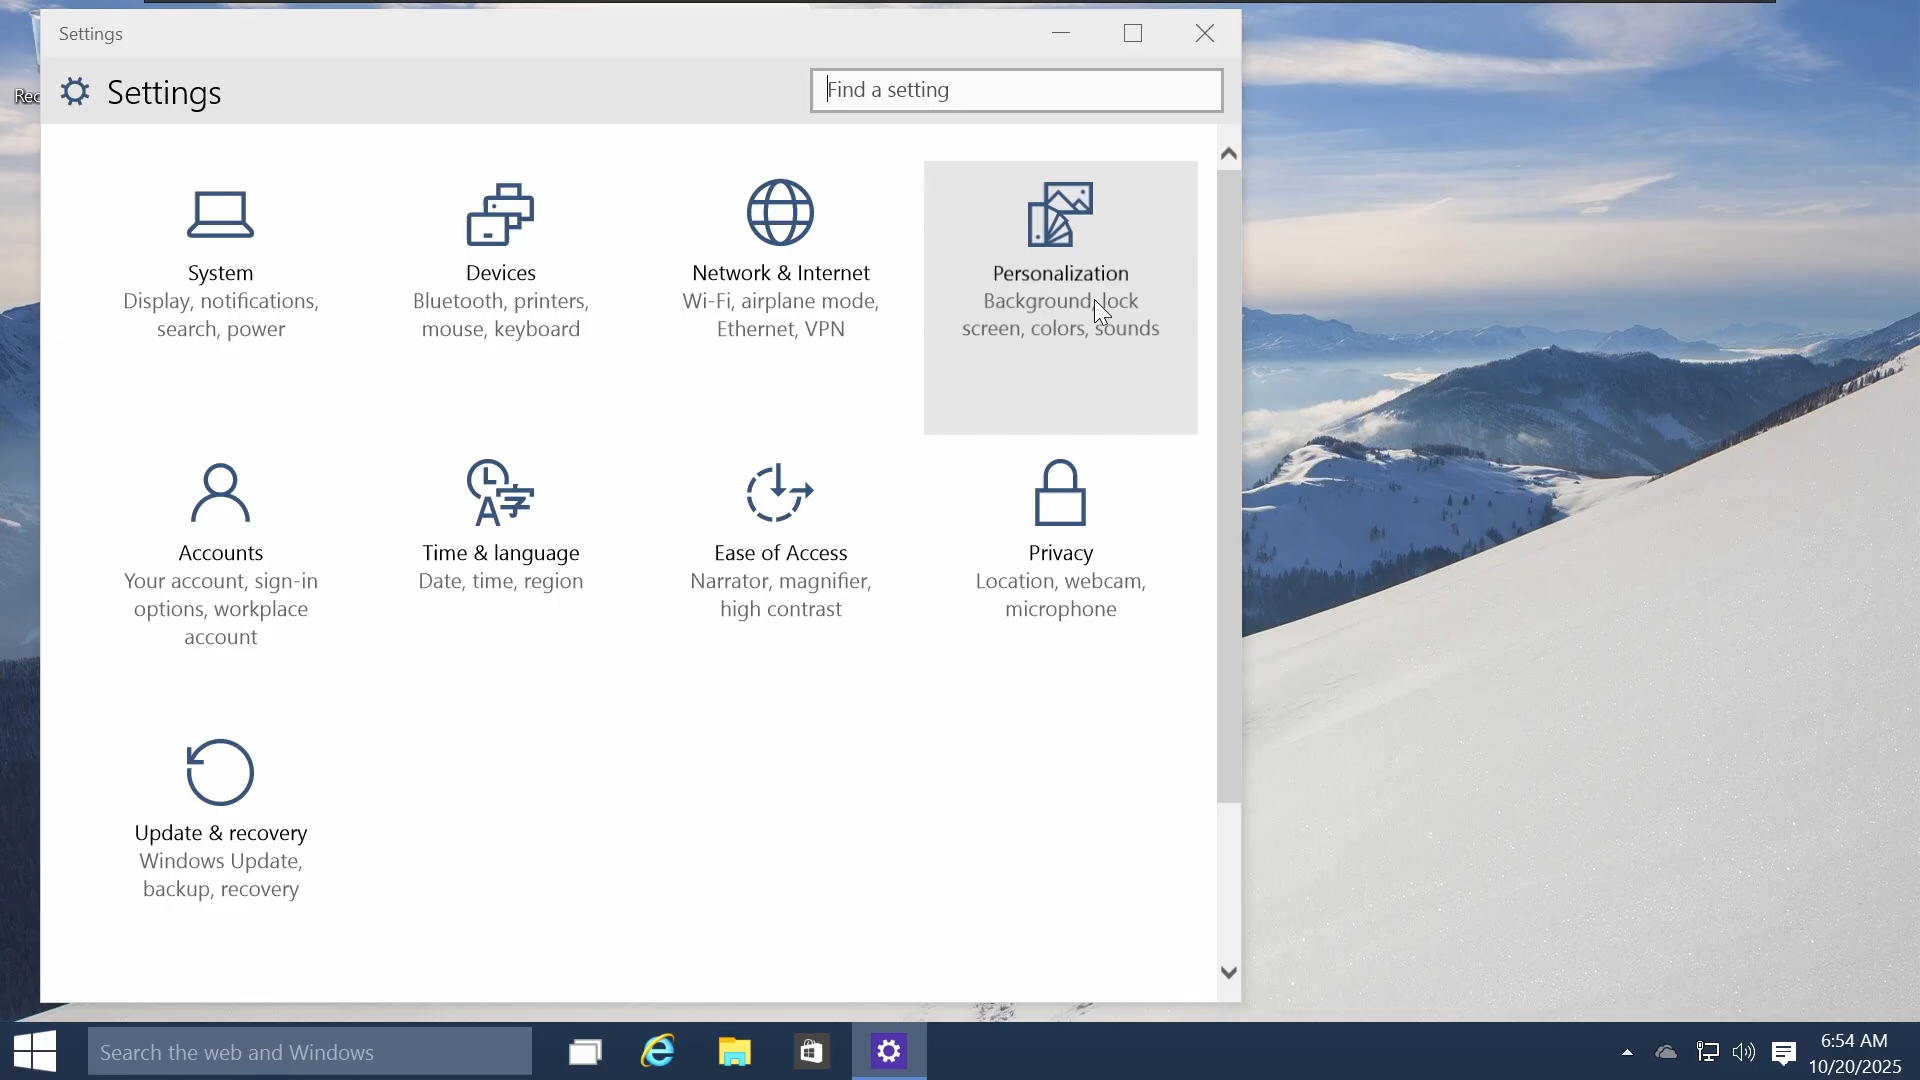 Settings
Settings
Find a setting
Rec
System
Display, notifications,
search, power
Devices
Bluetooth, printers,
mouse, keyboard
Network & Internet
Wi-Fi, airplane mode,
Ethernet, VPN
Personalization
Background, lock
screen, colors, sounds
Accounts
Your account, sign-in
options, workplace
account
Time & language
Date, time, region
Ease of Access
Narrator, magnifier,
high contrast
Privacy
Location, webcam,
microphone
Update & recovery
Windows Update,
backup, recovery
Search the web and Windows
6:54 AM
10/20/2025